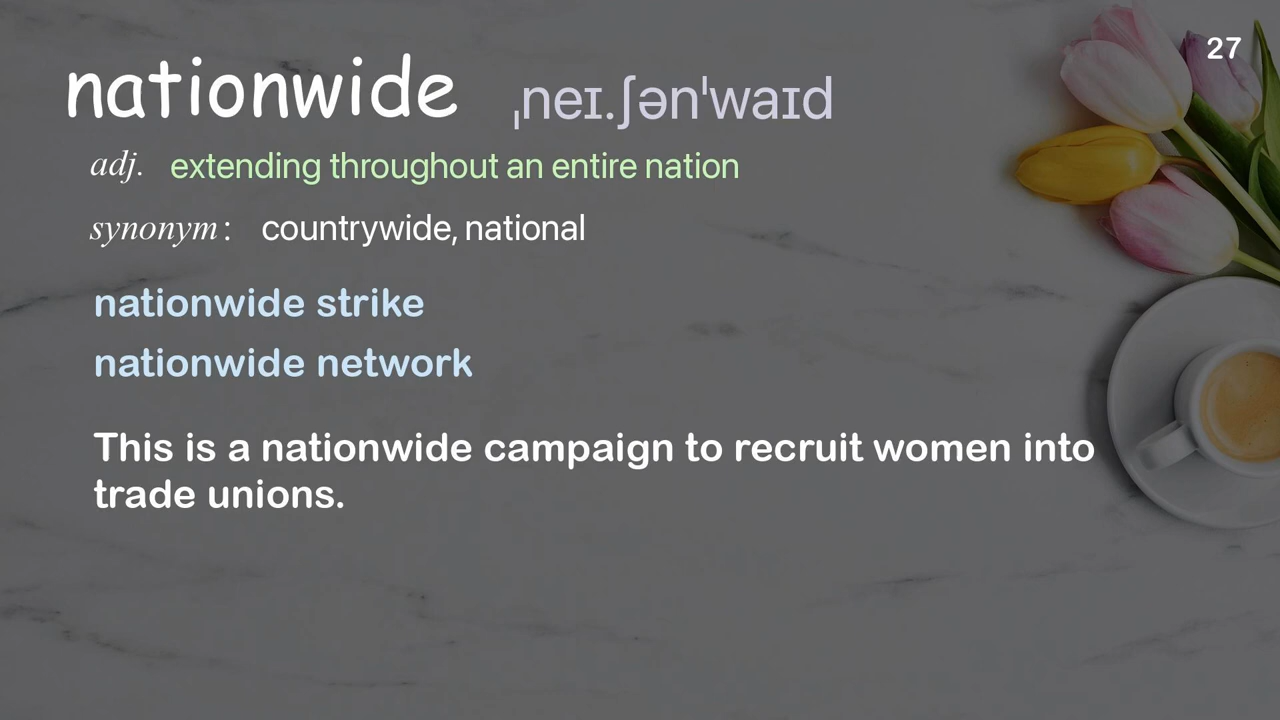 27
nationwide ˌneɪ.ʃənˈwaɪd
adj. extending throughout an entire nation
synonym: countrywide, national
nationwide strike
nationwide network
This is a nationwide campaign to recruit women into
trade unions.